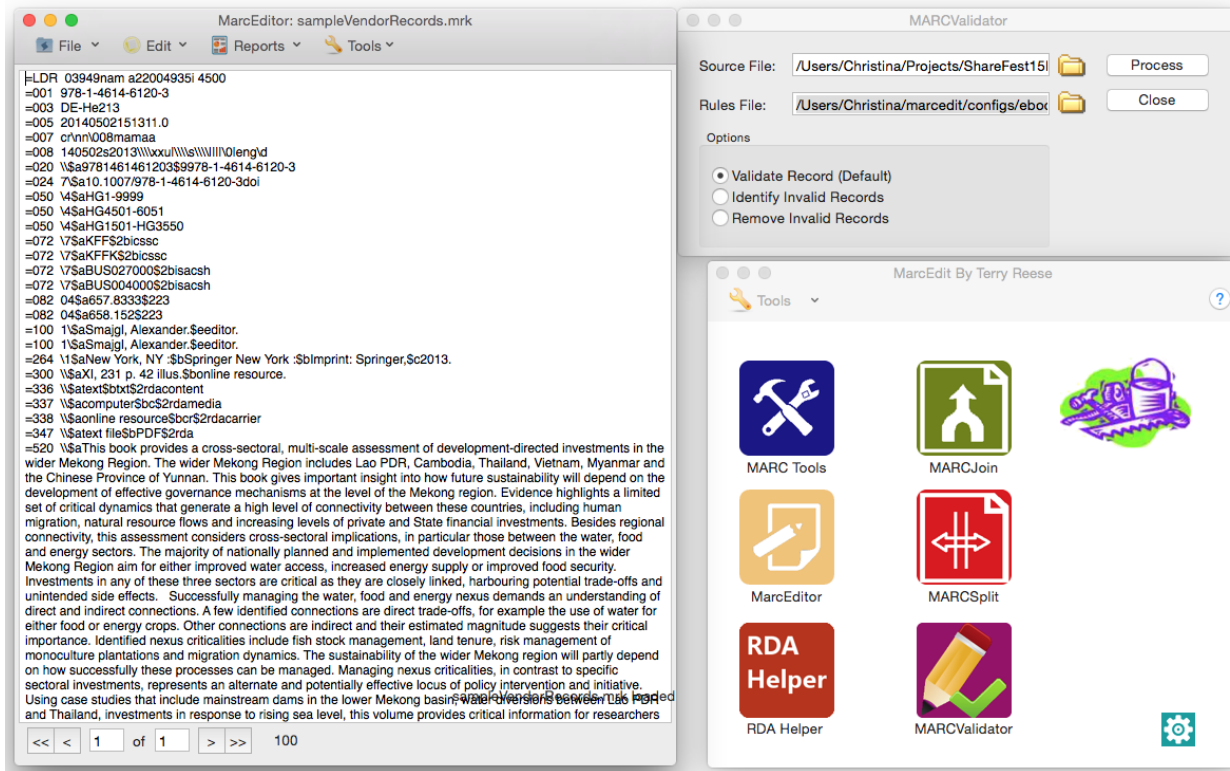 MarcEditor: sampleVendorRecords.mrk
File Edit Reports Tools
=LDR 03949nam a22004935i 4500
=001 978-1-4614-6120-3
=003 DE-He213
=005 20140502151311.0
=007 cr\nn\008mamaa
=008 140502s2013\\\\xxul\\\\s\\\\llll\0leng\d
=020 \\$a9781461461203$9978-1-4614-6120-3
=024 7\$a10.1007/978-1-4614-6120-3doi
=050 \4$aHG1-9999
=050 \4$aHG4501-6051
=050 \4$aHG1501-HG3550
=072 \7$aKFF$2bicssc
=072 \7$aKFFK$2bicssc
=072 \7$aBUS027000$2bisacsh
=072 \7$aBUS004000$2bisacsh
=082 04$a657.8333$223
=082 04$a658.152$223
=100 1\$aSmajgl, Alexander.$eeditor.
=100 1\$aSmajgl, Alexander.$eeditor.
=264 \1$aNew York, NY :$bSpringer New York :$bImprint: Springer,$c2013.
=300 \\$aXI, 231 p. 42 illus.$bonline resource.
=336 \\$atext$btxt$2rdacontent
=337 \\$acomputer$bc$2rdamedia
=338 \\$aonline resource$bcr$2rdacarrier
=347 \\$atext file$bPDF$2rda
=520 \\$aThis book provides a cross-sectoral, multi-scale assessment of development-directed investments in the
wider Mekong Region. The wider Mekong Region includes Lao PDR, Cambodia, Thailand, Vietnam, Myanmar and
the Chinese Province of Yunnan. This book gives important insight into how future sustainability will depend on the
development of effective governance mechanisms at the level of the Mekong region. Evidence highlights a limited
set of critical dynamics that generate a high level of connectivity between these countries, including human
migration, natural resource flows and increasing levels of private and State financial investments. Besides regional
connectivity, this assessment considers cross-sectoral implications, in particular those between the water, food
and energy sectors. The majority of nationally planned and implemented development decisions in the wider
Mekong Region aim for either improved water access, increased energy supply or improved food security.
Investments in any of these three sectors are critical as they are closely linked, harbouring potential trade-offs and
unintended side effects. Successfully managing the water, food and energy nexus demands an understanding of
direct and indirect connections. A few identified connections are direct trade-offs, for example the use of water for
either food or energy crops. Other connections are indirect and their estimated magnitude suggests their critical
importance. Identified nexus criticalities include fish stock management, land tenure, risk management of
monoculture plantations and migration dynamics. The sustainability of the wider Mekong region will partly depend
on how successfully these processes can be managed. Managing nexus criticalities, in contrast to specific
sectoral investments, represents an alternate and potentially effective locus of policy intervention and initiative.
Using case studies that include mainstream dams in the lower Mekong basin, water diversions between Lao PDR
sampleVendorRecords.mrk loaded
and Thailand, investments in response to rising sea level, this volume provides critical information for researchers
<< < 1 of 1 > >> 100
MARCValidator
Source File: /Users/Christina/Projects/ShareFest15 Process
Rules File: /Users/Christina/marcedit/configs/eboo Close
Options
Validate Record (Default)
Identify Invalid Records
Remove Invalid Records
MarcEdit By Terry Reese
Tools ?
MARC Tools MARCJoin
MarcEditor MARCSplit
RDA
Helper
RDA Helper MARCValidator